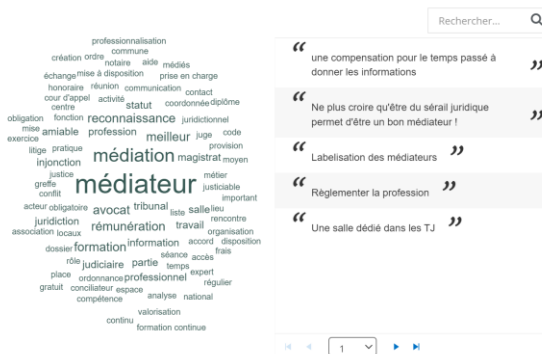 professionnalisation
commune
création ordre notaire aide médiés
échange mise à disposition prise en charge
honoraire réunion communication contact
cour d'appel activité statut coordonnée diplôme
centre
obligation fonction reconnaissance juridictionnel
mise amiable profession meilleur juge code
exercice
litige pratique médiation magistrat moyen provision
injonction
justice
greffe médiateur métier
conflit justiciable
important
acteur obligatoire avocat tribunal liste salle lieu
juridiction rémunération travail rencontre
association locaux organisation
dossier formation information accord disposition
séance accès frais
rôle judiciaire partie temps expert
place ordonnance professionnel régulier
gratuit conciliateur espace analyse national
compétence
valorisation
continu
formation continue
Rechercher...
“ une compensation pour le temps passé à
donner les informations ”
“ Ne plus croire qu'être du sérail juridique
permet d'être un bon médiateur ! ”
“ Labelisation des médiateurs ”
“ Règlementer la profession ”
“ Une salle dédié dans les TJ ”
1